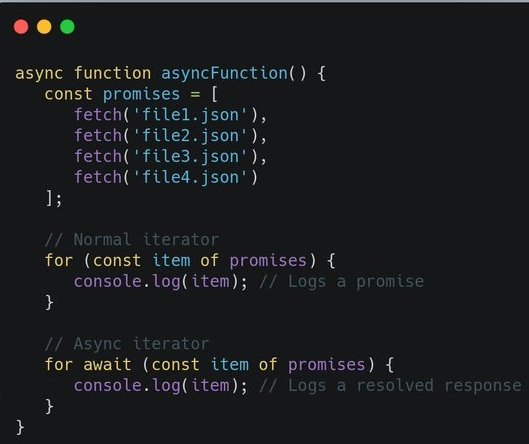 async function asyncFunction() {
const promises = [
fetch('file1.json'),
fetch('file2.json'),
fetch('file3.json'),
fetch('file4.json')
];
// Normal iterator
for (const item of promises) {
console.log(item); // Logs a promise
}
// Async iterator
for await (const item of promises) {
console.log(item); // Logs a resolved response
}
}